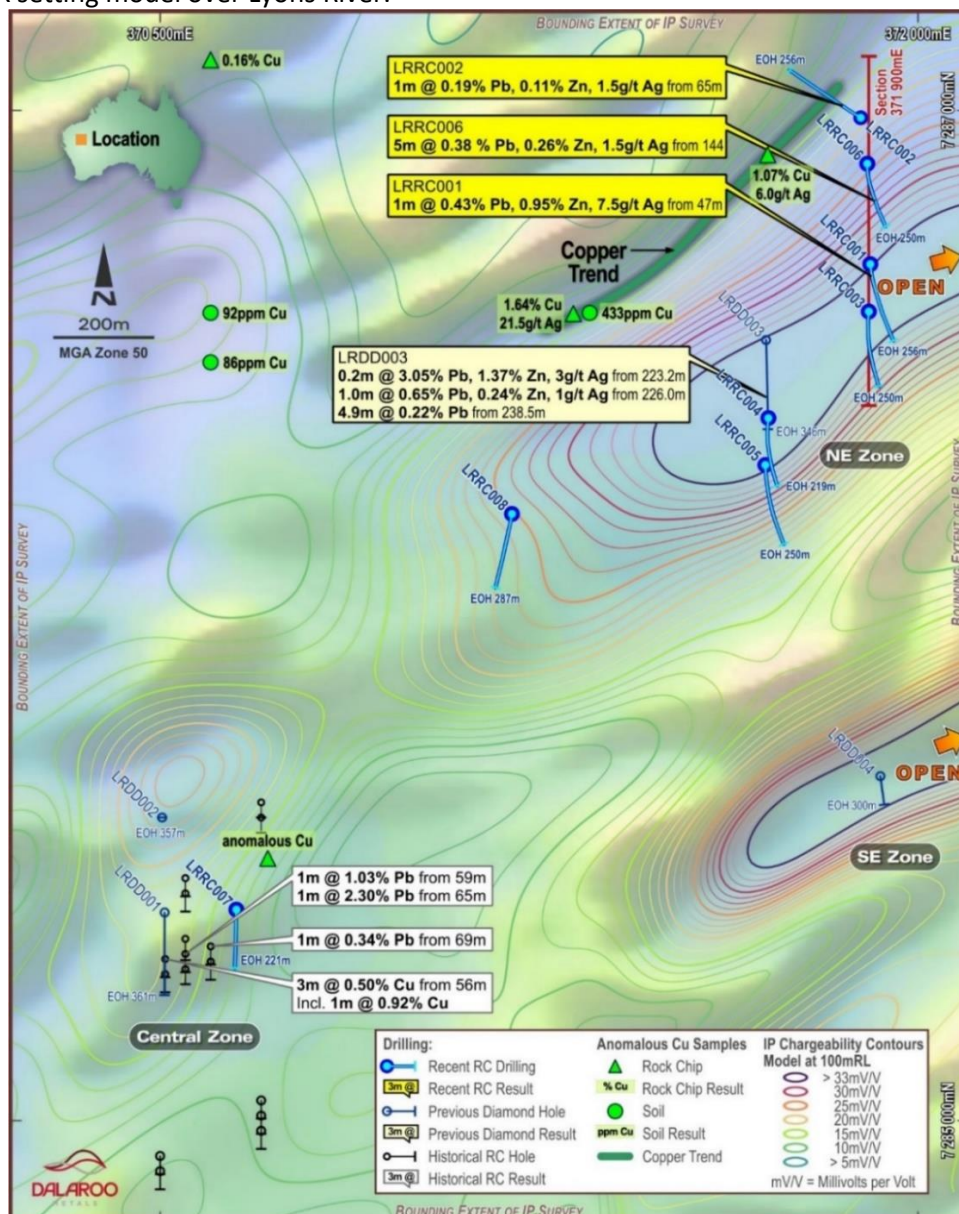 A setting model over Lyons River.
BOUNDING EXTENT OF IP SURVEY
370 500mE
372 000mE
0.16% Cu
EOH 256m
Section
371 900mE
7 287 000mN
Location
LRRC002
1m @ 0.19% Pb, 0.11% Zn, 1.5g/t Ag from 65m
LRRC006
5m @ 0.38 % Pb, 0.26% Zn, 1.5g/t Ag from 144
LRRC001
1m @ 0.43% Pb, 0.95% Zn, 7.5g/t Ag from 47m
LRRC002
LRRC006
1.07% Cu
6.0g/t Ag
EOH 250m
Copper
Trend
LRRC001
OPEN
LRRC003
N
200m
MGA Zone 50
92ppm Cu
1.64% Cu
21.5g/t Ag
433ppm Cu
LRDD003
EOH 256m
86ppm Cu
LRDD003
0.2m @ 3.05% Pb, 1.37% Zn, 3g/t Ag from 223.2m
1.0m @ 0.65% Pb, 0.24% Zn, 1g/t Ag from 226.0m
4.9m @ 0.22% Pb from 238.5m
EOH 250m
LRRC004
EOH 346m
LRRC005
NE Zone
EOH 219m
LRRC008
EOH 250m
EOH 287m
BOUNDING EXTENT OF IP SURVEY
BOUNDING EXTENT OF IP SURVEY
LRDD004
OPEN
EOH 300m
SE Zone
LRDD002
EOH 357m
anomalous Cu
LRDD001
LRRC007
1m @ 1.03% Pb from 59m
1m @ 2.30% Pb from 65m
1m @ 0.34% Pb from 69m
EOH 221m
3m @ 0.50% Cu from 56m
Incl. 1m @ 0.92% Cu
EOH 361m
Central Zone
Drilling:
Recent RC Drilling
3m @
Recent RC Result
Previous Diamond Hole
3m @
Previous Diamond Result
Historical RC Hole
3m @
Historical RC Result
Anomalous Cu Samples
Rock Chip
% Cu
Rock Chip Result
Soil
ppm Cu
Soil Result
Copper Trend
IP Chargeability Contours
Model at 100mRL
> 33mV/V
30mV/V
25mV/V
20mV/V
15mV/V
10mV/V
> 5mV/V
mV/V = Millivolts per Volt
7 285 000mN
DALAROO
METALS
BOUNDING EXTENT OF IP SURVEY